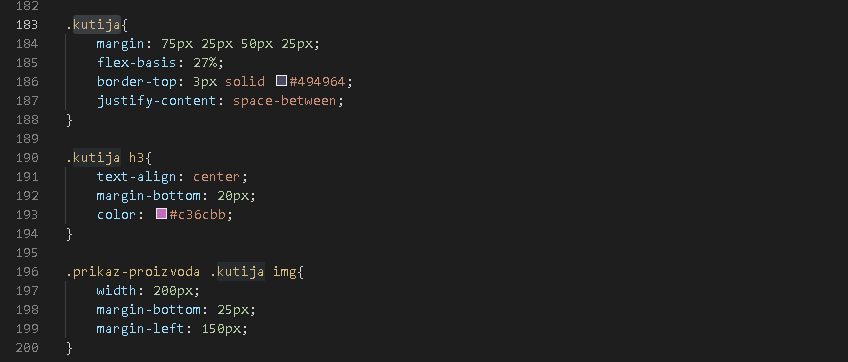 182
183 .kutija{
184 margin: 75px 25px 50px 25px;
185 flex-basis: 27%;
186 border-top: 3px solid #494964;
187 justify-content: space-between;
188 }
189
190 .kutija h3{
191 text-align: center;
192 margin-bottom: 20px;
193 color: #c36cbb;
194 }
195
196 .prikaz-proizvoda .kutija img{
197 width: 200px;
198 margin-bottom: 25px;
199 margin-left: 150px;
200 }